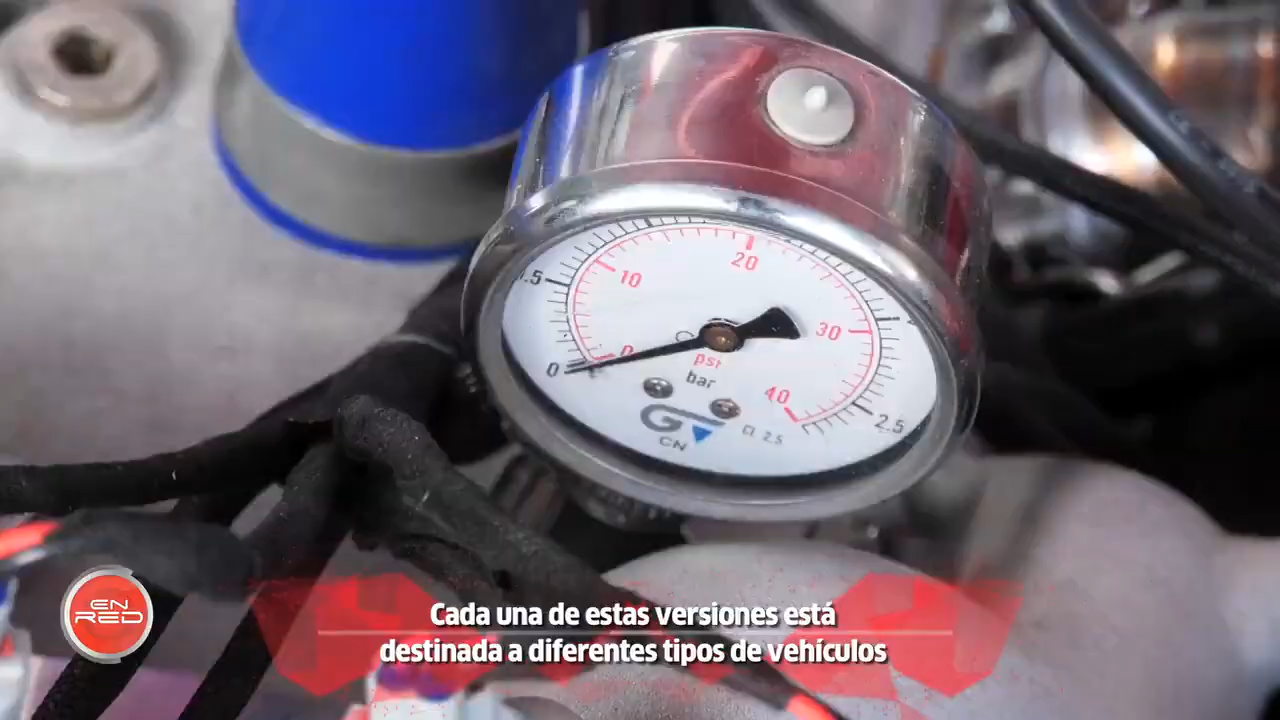 20
10
.5
30
0
0
psi
bar
40
2.5
G
CN
Cl 2.5
EN
RED
Cada una de estas versiones está
destinada a diferentes tipos de vehículos